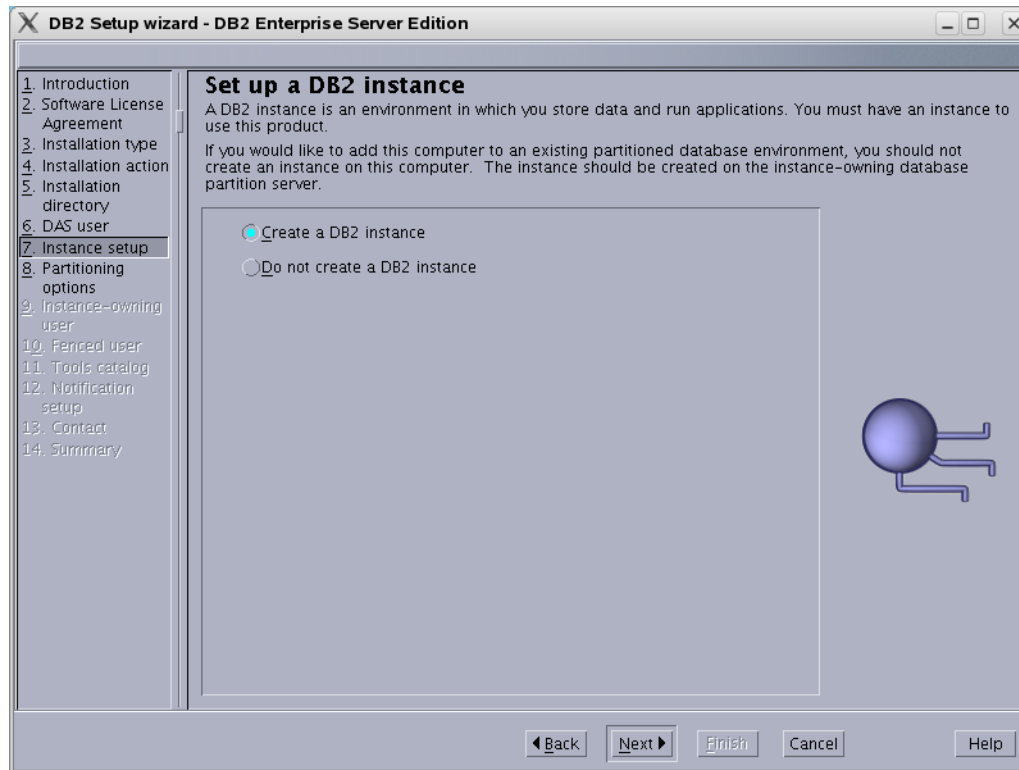 DB2 Setup wizard - DB2 Enterprise Server Edition
1. Introduction
2. Software License
Agreement
3. Installation type
4. Installation action
5. Installation
directory
6. DAS user
7. Instance setup
8. Partitioning
options
9. Instance-owning
user
10. Fenced user
11. Tools catalog
12. Notification
setup
13. Contact
14. Summary
Set up a DB2 instance
A DB2 instance is an environment in which you store data and run applications. You must have an instance to
use this product.
If you would like to add this computer to an existing partitioned database environment, you should not
create an instance on this computer. The instance should be created on the instance-owning database
partition server.
Create a DB2 instance
Do not create a DB2 instance
Back
Next
Finish
Cancel
Help